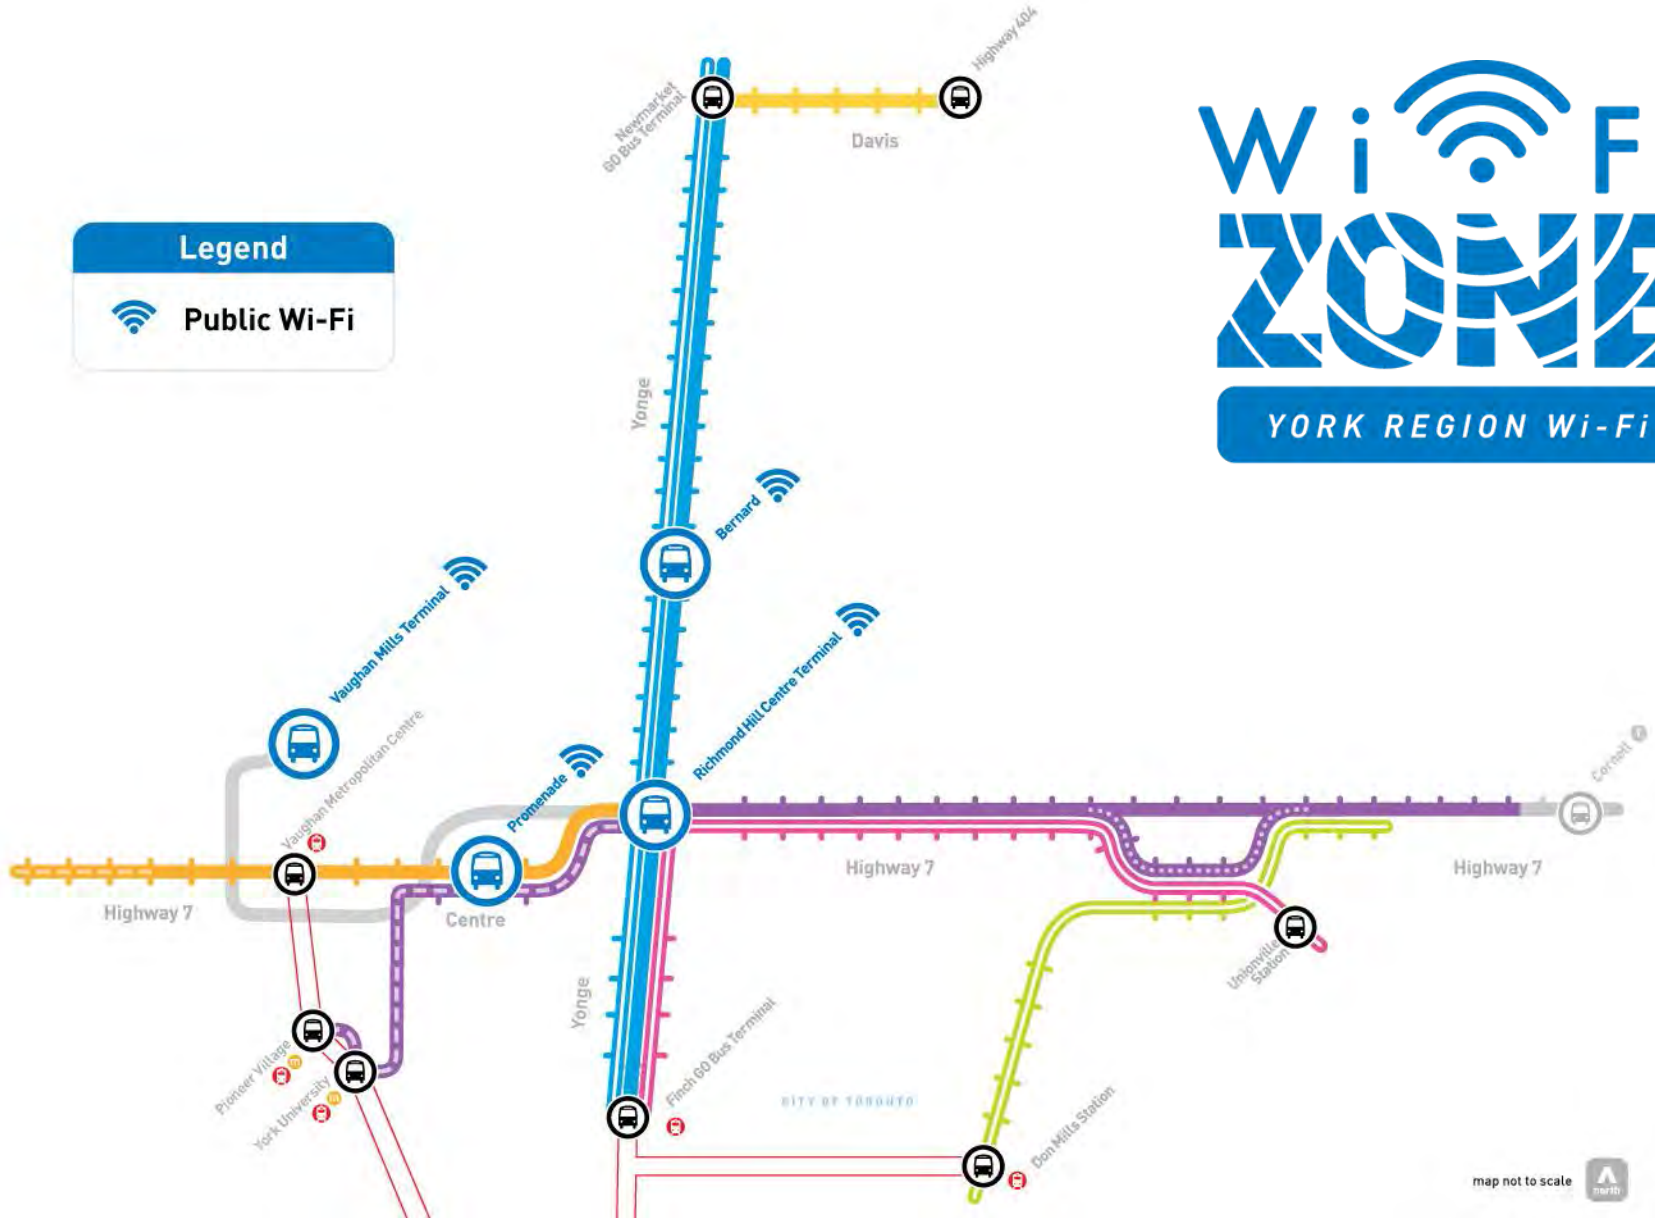 Highway 404
Newmarket
GO Bus Terminal
Davis
Wi F
ZONE
YORK REGION Wi-Fi
Legend
Public Wi-Fi
Yonge
Bernard
Vaughan Mills Terminal
Richmond Hill Centre Terminal
Vaughan Metropolitan Centre
Promenade
Cornell
Highway 7
Highway 7
Highway 7
Centre
Unionville
Station
Yonge
Finch GO Bus Terminal
Pioneer Village
York University
CITY OF TORONTO
Don Mills Station
map not to scale
north